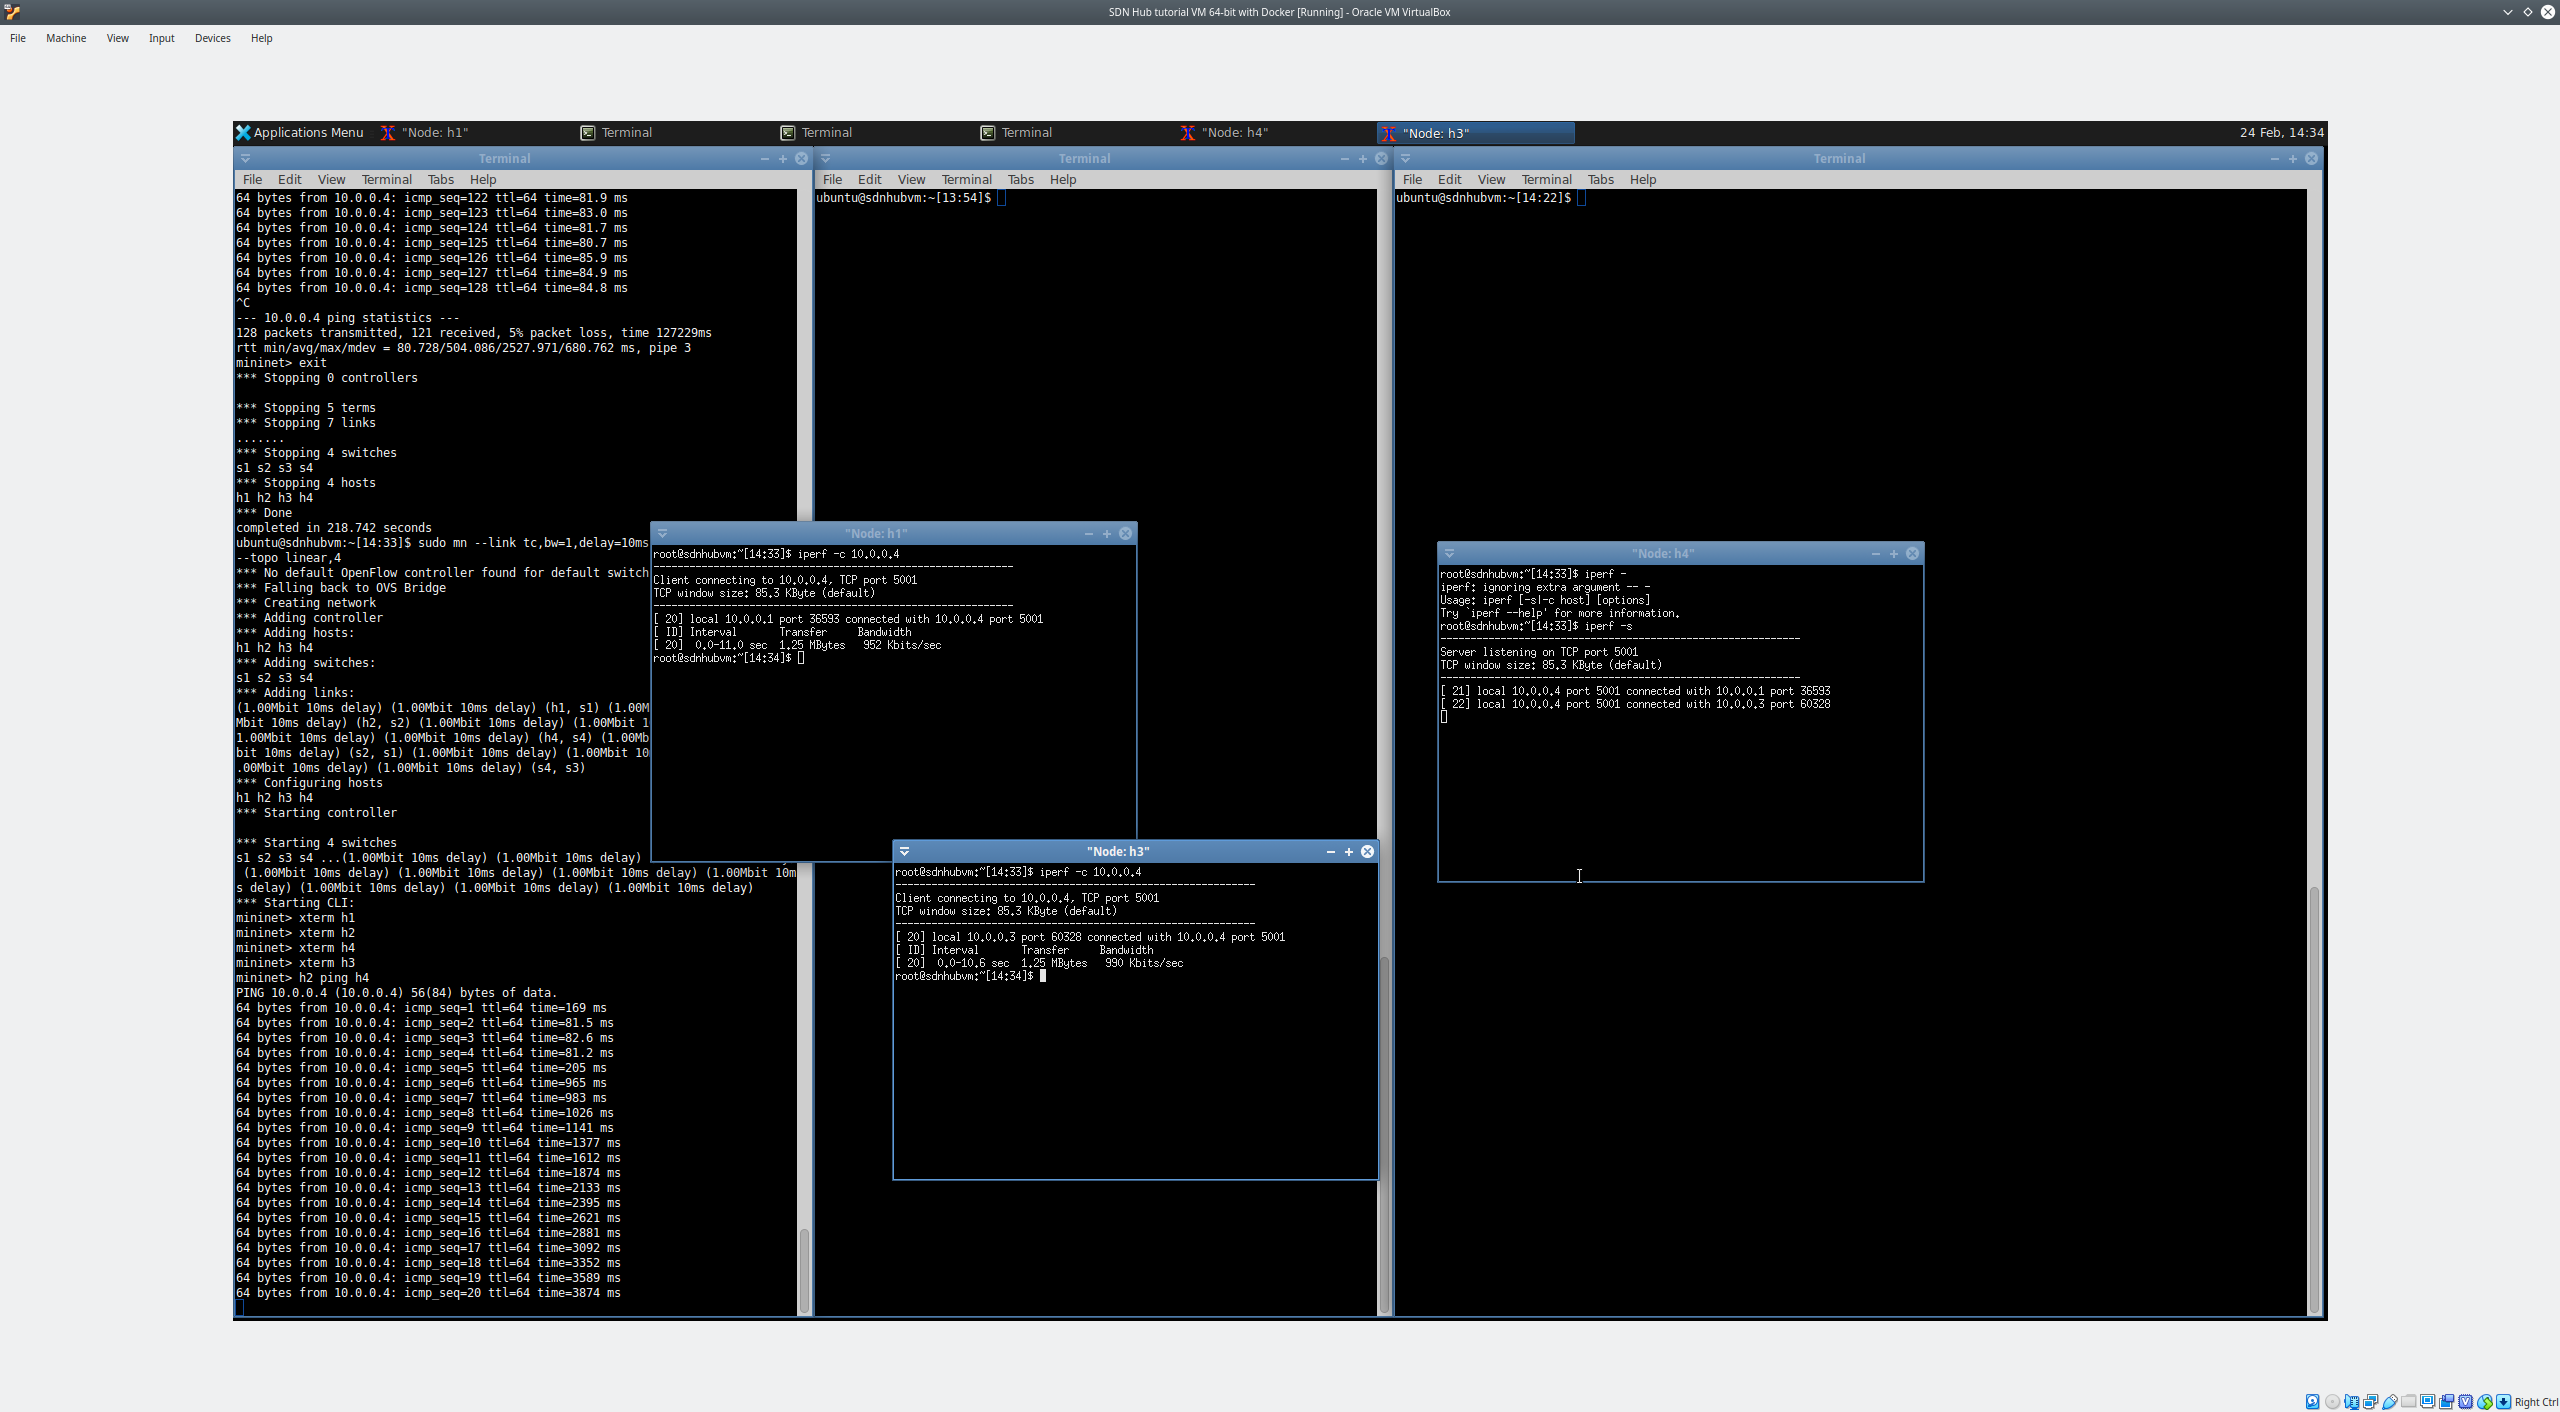 SDN Hub tutorial VM 64-bit with Docker [Running] - Oracle VM VirtualBox
File Machine View Input Devices Help
Applications Menu "Node: h1" Terminal Terminal Terminal "Node: h4" "Node: h3" 24 Feb, 14:34
Terminal
File Edit View Terminal Tabs Help
64 bytes from 10.0.0.4: icmp_seq=122 ttl=64 time=81.9 ms
64 bytes from 10.0.0.4: icmp_seq=123 ttl=64 time=83.0 ms
64 bytes from 10.0.0.4: icmp_seq=124 ttl=64 time=81.7 ms
64 bytes from 10.0.0.4: icmp_seq=125 ttl=64 time=80.7 ms
64 bytes from 10.0.0.4: icmp_seq=126 ttl=64 time=85.9 ms
64 bytes from 10.0.0.4: icmp_seq=127 ttl=64 time=84.9 ms
64 bytes from 10.0.0.4: icmp_seq=128 ttl=64 time=84.8 ms
^C
--- 10.0.0.4 ping statistics ---
128 packets transmitted, 121 received, 5% packet loss, time 127229ms
rtt min/avg/max/mdev = 80.728/504.086/2527.971/680.762 ms, pipe 3
mininet> exit
*** Stopping 0 controllers
*** Stopping 5 terms
*** Stopping 7 links
.......
*** Stopping 4 switches
s1 s2 s3 s4
*** Stopping 4 hosts
h1 h2 h3 h4
*** Done
completed in 218.742 seconds
ubuntu@sdnhubvm:~[14:33]$ sudo mn --link tc,bw=1,delay=10ms
--topo linear,4
*** No default OpenFlow controller found for default switch
*** Falling back to OVS Bridge
*** Creating network
*** Adding controller
*** Adding hosts:
h1 h2 h3 h4
*** Adding switches:
s1 s2 s3 s4
*** Adding links:
(1.00Mbit 10ms delay) (1.00Mbit 10ms delay) (h1, s1) (1.00M
Mbit 10ms delay) (h2, s2) (1.00Mbit 10ms delay) (1.00Mbit 1
1.00Mbit 10ms delay) (1.00Mbit 10ms delay) (h4, s4) (1.00Mb
bit 10ms delay) (s2, s1) (1.00Mbit 10ms delay) (1.00Mbit 10
.00Mbit 10ms delay) (1.00Mbit 10ms delay) (s4, s3)
*** Configuring hosts
h1 h2 h3 h4
*** Starting controller
*** Starting 4 switches
s1 s2 s3 s4 ...(1.00Mbit 10ms delay) (1.00Mbit 10ms delay)
(1.00Mbit 10ms delay) (1.00Mbit 10ms delay) (1.00Mbit 10ms delay) (1.00Mbit 10m
s delay) (1.00Mbit 10ms delay) (1.00Mbit 10ms delay)
*** Starting CLI:
mininet> xterm h1
mininet> xterm h2
mininet> xterm h4
mininet> xterm h3
mininet> h2 ping h4
PING 10.0.0.4 (10.0.0.4) 56(84) bytes of data.
64 bytes from 10.0.0.4: icmp_seq=1 ttl=64 time=169 ms
64 bytes from 10.0.0.4: icmp_seq=2 ttl=64 time=81.5 ms
64 bytes from 10.0.0.4: icmp_seq=3 ttl=64 time=82.6 ms
64 bytes from 10.0.0.4: icmp_seq=4 ttl=64 time=81.2 ms
64 bytes from 10.0.0.4: icmp_seq=5 ttl=64 time=205 ms
64 bytes from 10.0.0.4: icmp_seq=6 ttl=64 time=965 ms
64 bytes from 10.0.0.4: icmp_seq=7 ttl=64 time=983 ms
64 bytes from 10.0.0.4: icmp_seq=8 ttl=64 time=1026 ms
64 bytes from 10.0.0.4: icmp_seq=9 ttl=64 time=1141 ms
64 bytes from 10.0.0.4: icmp_seq=10 ttl=64 time=1377 ms
64 bytes from 10.0.0.4: icmp_seq=11 ttl=64 time=1612 ms
64 bytes from 10.0.0.4: icmp_seq=12 ttl=64 time=1874 ms
64 bytes from 10.0.0.4: icmp_seq=13 ttl=64 time=2133 ms
64 bytes from 10.0.0.4: icmp_seq=14 ttl=64 time=2395 ms
64 bytes from 10.0.0.4: icmp_seq=15 ttl=64 time=2621 ms
64 bytes from 10.0.0.4: icmp_seq=16 ttl=64 time=2881 ms
64 bytes from 10.0.0.4: icmp_seq=17 ttl=64 time=3092 ms
64 bytes from 10.0.0.4: icmp_seq=18 ttl=64 time=3352 ms
64 bytes from 10.0.0.4: icmp_seq=19 ttl=64 time=3589 ms
64 bytes from 10.0.0.4: icmp_seq=20 ttl=64 time=3874 ms
Terminal
File Edit View Terminal Tabs Help
ubuntu@sdnhubvm:~[13:54]$
"Node: h1"
root@sdnhubvm:~[14:33]$ iperf -c 10.0.0.4
------------------------------------------------------------
Client connecting to 10.0.0.4, TCP port 5001
TCP window size: 85.3 KByte (default)
------------------------------------------------------------
[ 20] local 10.0.0.1 port 36593 connected with 10.0.0.4 port 5001
[ ID] Interval Transfer Bandwidth
[ 20] 0.0-11.0 sec 1.25 MBytes 952 Kbits/sec
root@sdnhubvm:~[14:34]$
"Node: h3"
root@sdnhubvm:~[14:33]$ iperf -c 10.0.0.4
------------------------------------------------------------
Client connecting to 10.0.0.4, TCP port 5001
TCP window size: 85.3 KByte (default)
------------------------------------------------------------
[ 20] local 10.0.0.3 port 60328 connected with 10.0.0.4 port 5001
[ ID] Interval Transfer Bandwidth
[ 20] 0.0-10.6 sec 1.25 MBytes 990 Kbits/sec
root@sdnhubvm:~[14:34]$
Terminal
File Edit View Terminal Tabs Help
ubuntu@sdnhubvm:~[14:22]$
"Node: h4"
root@sdnhubvm:~[14:33]$ iperf -
iperf: ignoring extra argument -- -
Usage: iperf [-s|-c host] [options]
Try `iperf --help' for more information.
root@sdnhubvm:~[14:33]$ iperf -s
------------------------------------------------------------
Server listening on TCP port 5001
TCP window size: 85.3 KByte (default)
------------------------------------------------------------
[ 21] local 10.0.0.4 port 5001 connected with 10.0.0.1 port 36593
[ 22] local 10.0.0.4 port 5001 connected with 10.0.0.3 port 60328
Right Ctrl